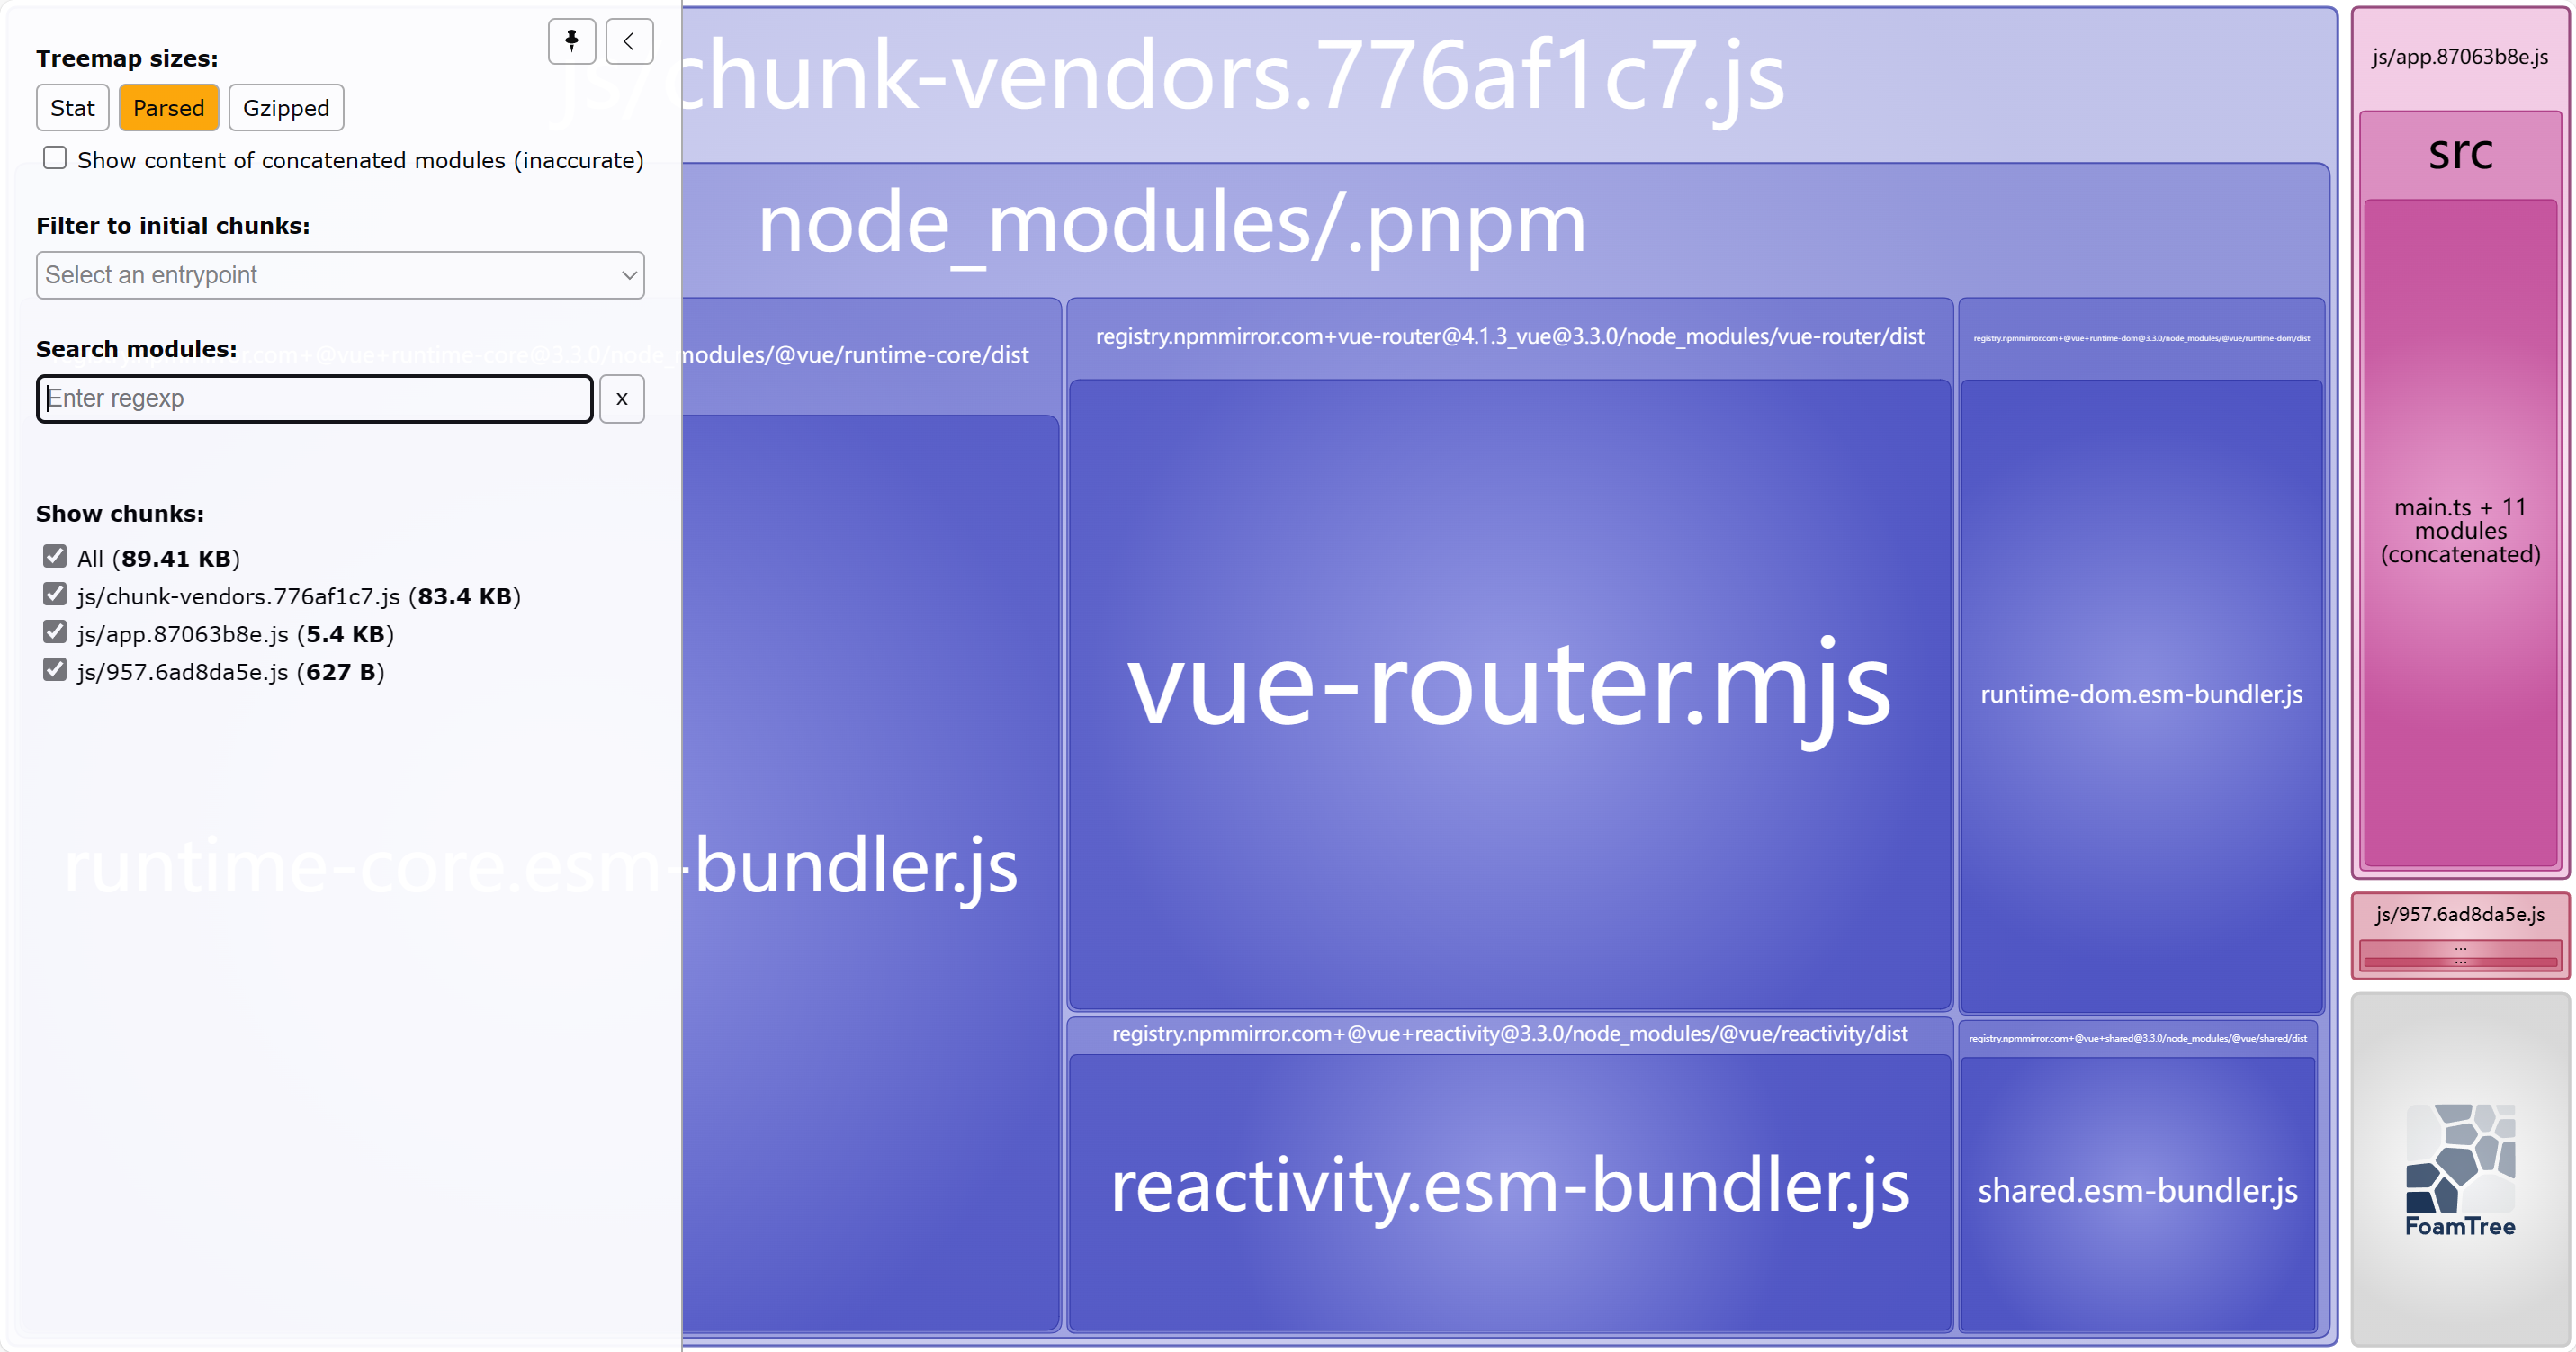 Treemap sizes:
Stat
Parsed
Gzipped
Show content of concatenated modules (inaccurate)
Filter to initial chunks:
Select an entrypoint
Search modules:
Enter regexp
x
Show chunks:
All (89.41 KB)
js/chunk-vendors.776af1c7.js (83.4 KB)
js/app.87063b8e.js (5.4 KB)
js/957.6ad8da5e.js (627 B)
js/chunk-vendors.776af1c7.js
node_modules/.pnpm
r.com+@vue+runtime-core@3.3.0/node_modules/@vue/runtime-core/dist
runtime-core.esm-bundler.js
registry.npmmirror.com+vue-router@4.1.3_vue@3.3.0/node_modules/vue-router/dist
vue-router.mjs
registry.npmmirror.com+@vue+reactivity@3.3.0/node_modules/@vue/reactivity/dist
reactivity.esm-bundler.js
registry.npmmirror.com+@vue+runtime-dom@3.3.0/node_modules/@vue/runtime-dom/dist
runtime-dom.esm-bundler.js
registry.npmmirror.com+@vue+shared@3.3.0/node_modules/@vue/shared/dist
shared.esm-bundler.js
js/app.87063b8e.js
src
main.ts + 11
modules
(concatenated)
js/957.6ad8da5e.js
...
...
FoamTree